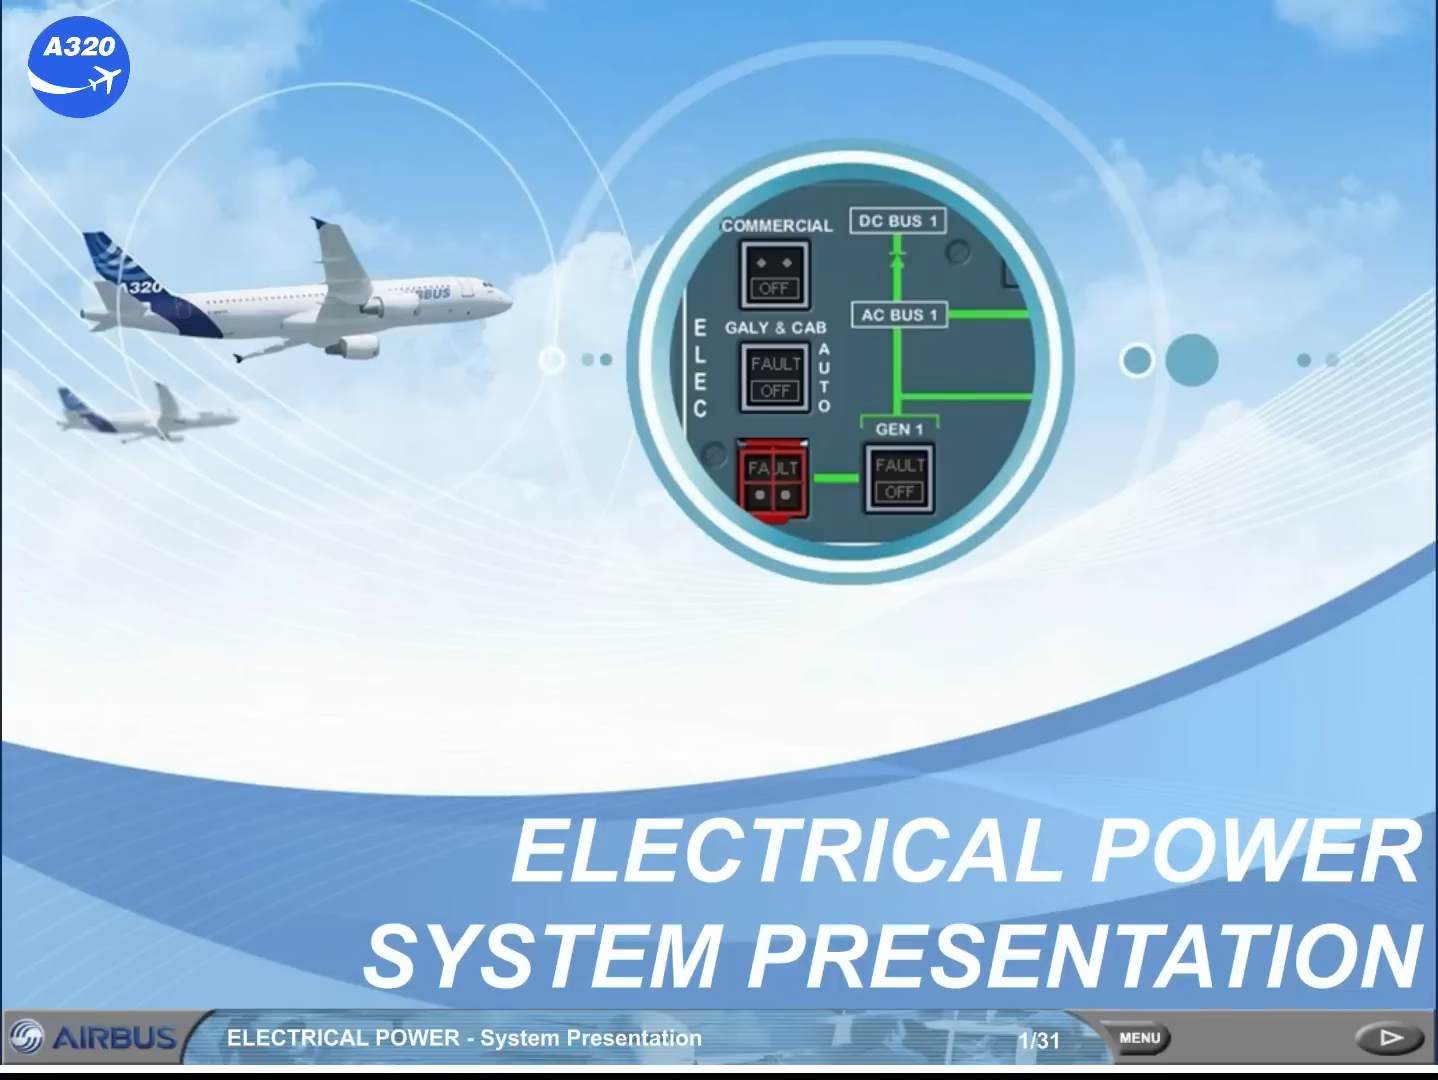 A320
A320
AIRBUS
COMMERCIAL
OFF
DC BUS 1
AC BUS 1
ELEC
GALY & CAB
FAULT
OFF
AUTO
GEN 1
FAULT
FAULT
OFF
ELECTRICAL POWER
SYSTEM PRESENTATION
AIRBUS
ELECTRICAL POWER - System Presentation
1/31
MENU